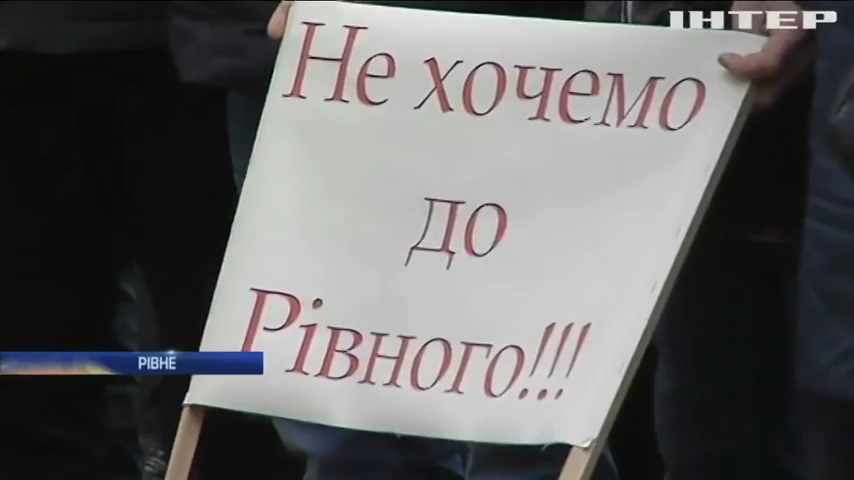 ІНТЕР
Не хочемо
до
Рівного!!!
РІВНЕ